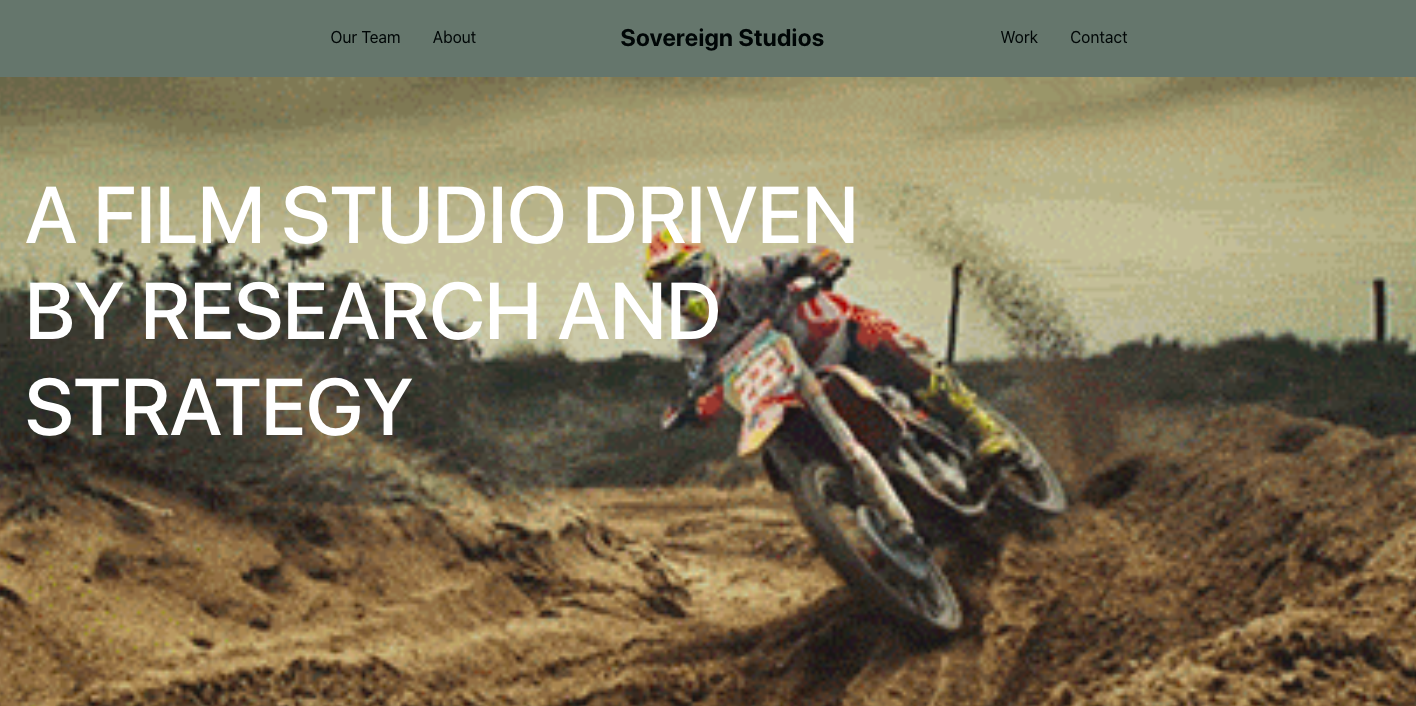 Our Team About Sovereign Studios Work Contact
A FILM STUDIO DRIVEN
BY RESEARCH AND
STRATEGY